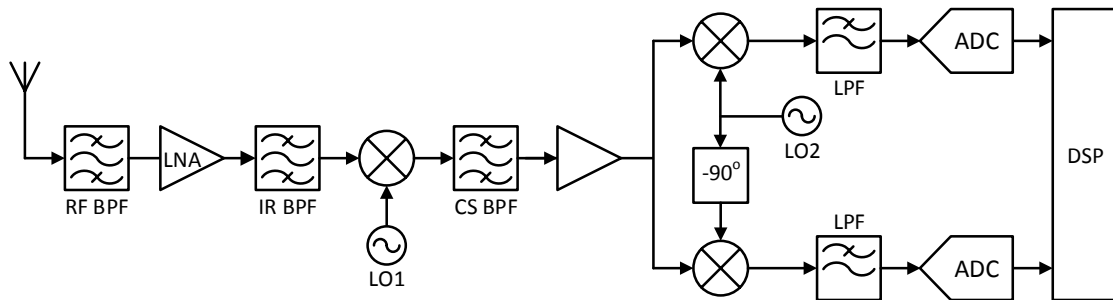 ADC
LPF
LO2
LNA
-90°
DSP
RF BPF
IR BPF
CS BPF
LO1
LPF
ADC